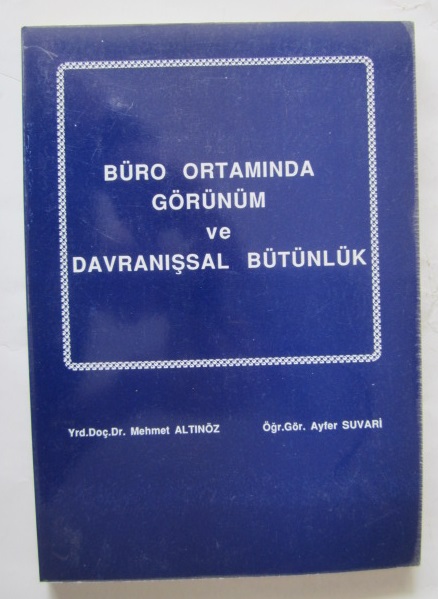 BÜRO ORTAMINDA
GÖRÜNÜM
ve
DAVRANIŞSAL BÜTÜNLÜK
Yrd.Doç.Dr. Mehmet ALTINÖZ Öğr.Gör. Ayfer SUVARİ